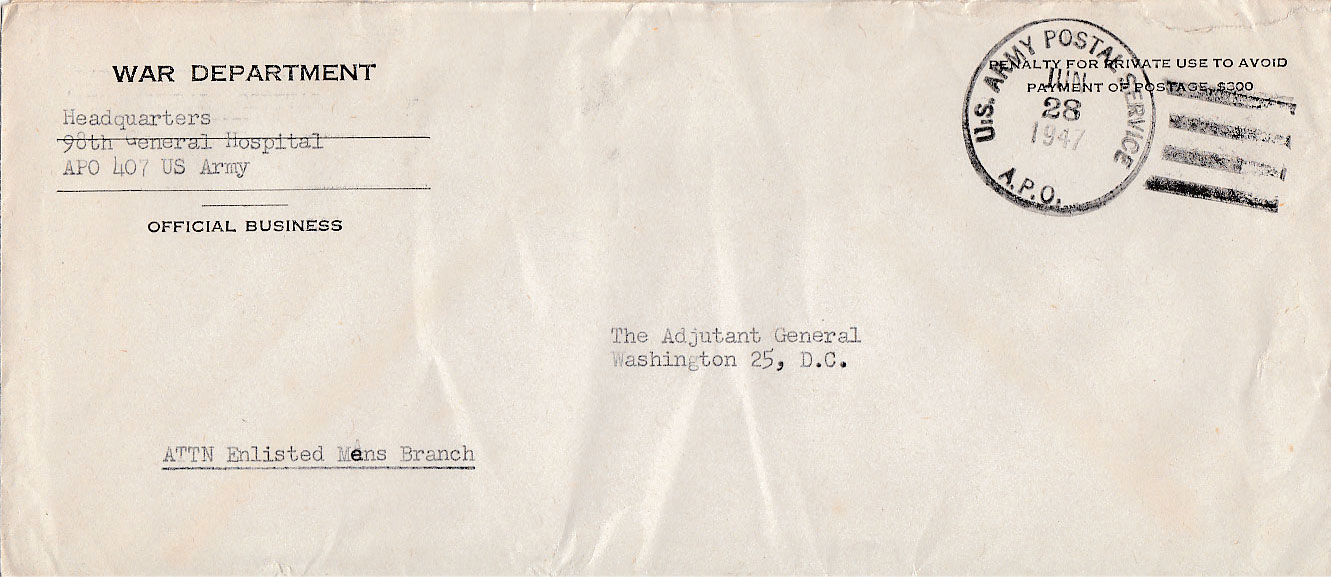 WAR DEPARTMENT
Headquarters
98th General Hospital
APO 407 US Army
OFFICIAL BUSINESS
U.S. ARMY POSTAL SERVICE
JUN
28
1947
A.P.O.
PENALTY FOR PRIVATE USE TO AVOID
PAYMENT OF POSTAGE, $300
The Adjutant General
Washington 25, D.C.
ATTN Enlisted Mens Branch